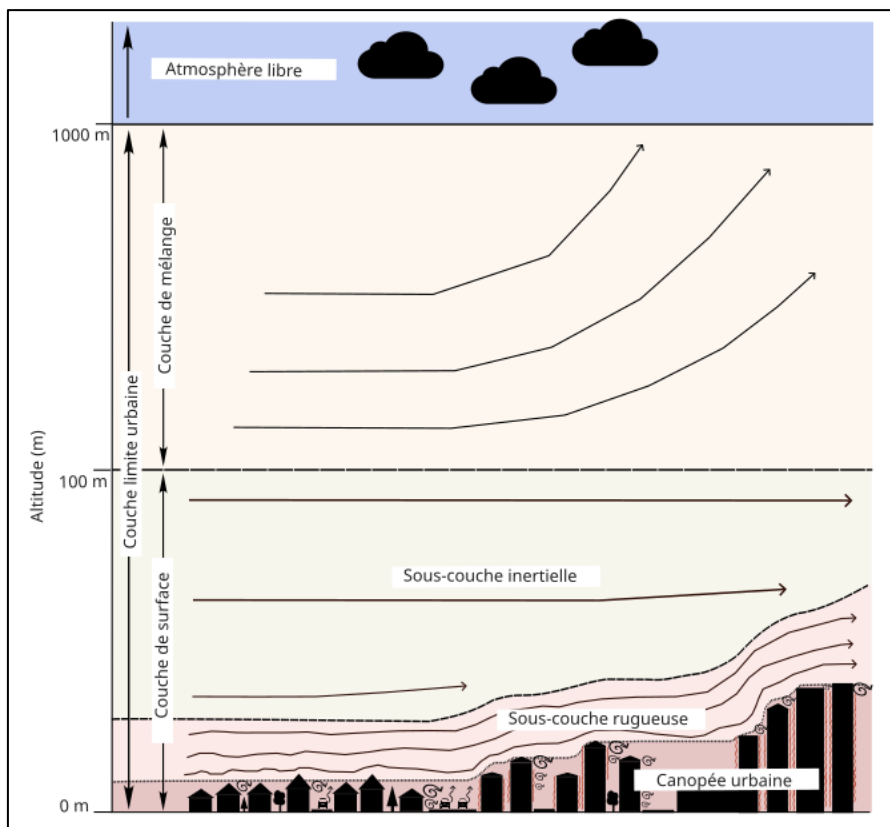 Atmosphère libre
1000 m
Couche de mélange
Couche limite urbaine
Altitude (m)
100 m
Sous-couche inertielle
Couche de surface
Sous-couche rugueuse
Canopée urbaine
0 m